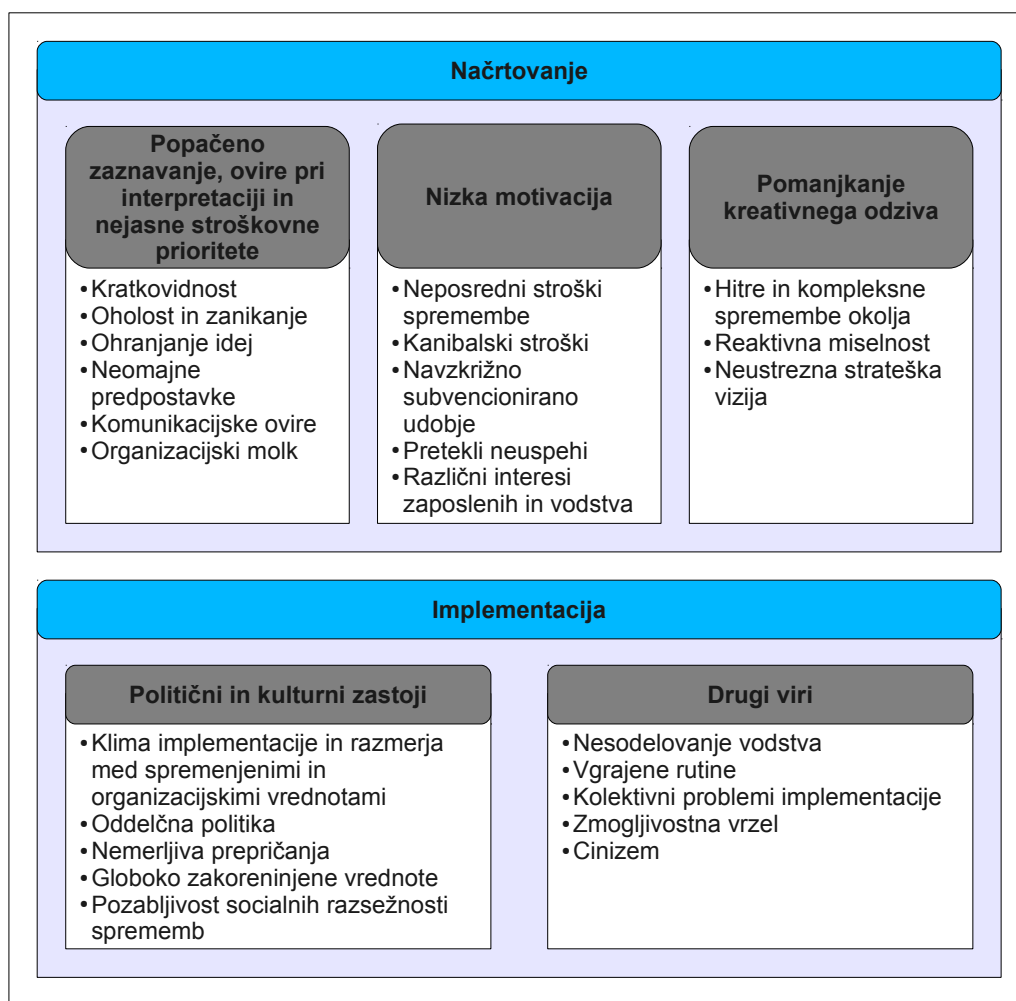 Načrtovanje
Popačeno
zaznavanje, ovire pri
interpretaciji in
nejasne stroškovne
prioritete
• Kratkovidnost
• Oholost in zanikanje
• Ohranjanje idej
• Neomajne
predpostavke
• Komunikacijske ovire
• Organizacijski molk
Nizka motivacija
• Neposredni stroški
spremembe
• Kanibalski stroški
• Navzkrižno
subvencionirano
udobje
• Pretekli neuspehi
• Različni interesi
zaposlenih in vodstva
Pomanjkanje
kreativnega odziva
• Hitre in kompleksne
spremembe okolja
• Reaktivna miselnost
• Neustrezna strateška
vizija
Implementacija
Politični in kulturni zastoji
• Klima implementacije in razmerja
med spremenjenimi in
organizacijskimi vrednotami
• Oddelčna politika
• Nemerljiva prepričanja
• Globoko zakoreninjene vrednote
• Pozabljivost socialnih razsežnosti
sprememb
Drugi viri
• Nesodelovanje vodstva
• Vgrajene rutine
• Kolektivni problemi implementacije
• Zmogljivostna vrzel
• Cinizem